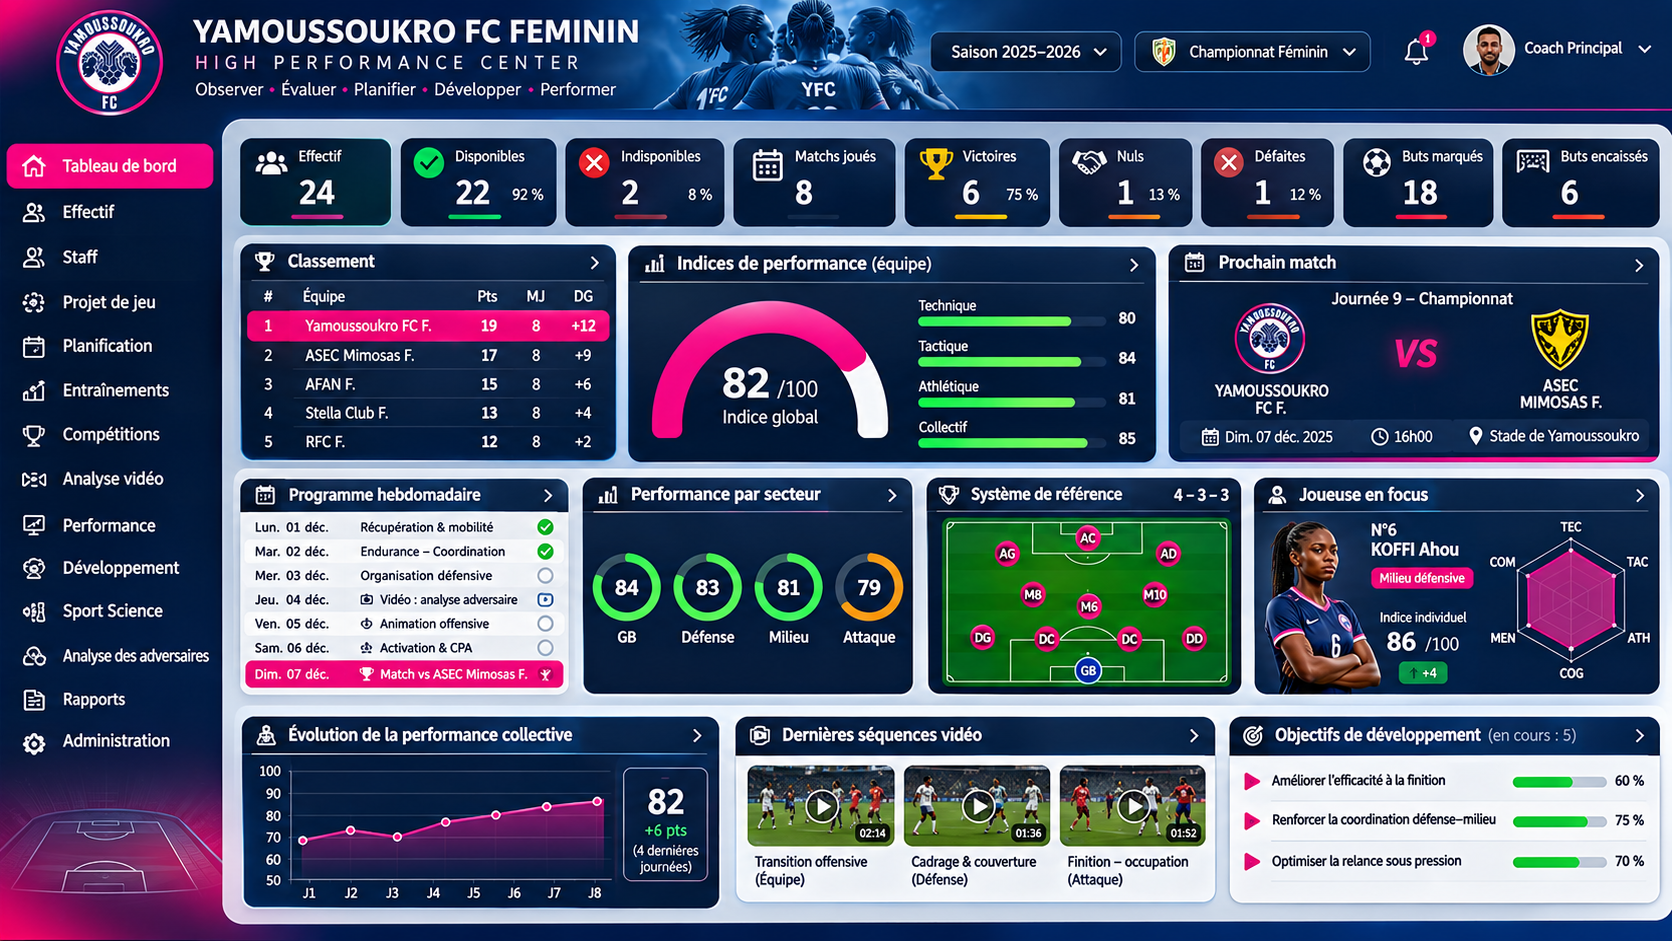 YAMOUSSOUKRO
FC
YAMOUSSOUKRO FC FEMININ
HIGH PERFORMANCE CENTER
Observer • Évaluer • Planifier • Développer • Performer
YFC
YFC
Saison 2025–2026
Championnat Féminin
1
Coach Principal
Tableau de bord
Effectif
Staff
Projet de jeu
Planification
Entraînements
Compétitions
Analyse vidéo
Performance
Développement
Sport Science
Analyse des adversaires
Rapports
Administration
Effectif
24
Disponibles
22 92 %
Indisponibles
2 8 %
Matchs joués
8
Victoires
6 75 %
Nuls
1 13 %
Défaites
1 12 %
Buts marqués
18
Buts encaissés
6
Classement
# Équipe Pts MJ DG
1 Yamoussoukro FC F. 19 8 +12
2 ASEC Mimosas F. 17 8 +9
3 AFAN F. 15 8 +6
4 Stella Club F. 13 8 +4
5 RFC F. 12 8 +2
Indices de performance (équipe)
82 /100
Indice global
Technique 80
Tactique 84
Athlétique 81
Collectif 85
Prochain match
Journée 9 – Championnat
YAMOUSSOUKRO
FC
VS
YAMOUSSOUKRO
FC F.
ASEC
MIMOSAS F.
Dim. 07 déc. 2025 16h00 Stade de Yamoussoukro
Programme hebdomadaire
Lun. 01 déc. Récupération & mobilité
Mar. 02 déc. Endurance – Coordination
Mer. 03 déc. Organisation défensive
Jeu. 04 déc. Vidéo : analyse adversaire
Ven. 05 déc. Animation offensive
Sam. 06 déc. Activation & CPA
Dim. 07 déc. Match vs ASEC Mimosas F.
Performance par secteur
84 83 81 79
GB Défense Milieu Attaque
Système de référence 4 – 3 – 3
AG AC AD
M8 M6 M10
DG DC DC DD
GB
Joueuse en focus
N°6
KOFFI Ahou
Milieu défensive
Indice individuel
86 /100
↑ +4
6
TEC
COM TAC
MEN ATH
COG
Évolution de la performance collective
100
90
80
70
60
50
J1 J2 J3 J4 J5 J6 J7 J8
82
+6 pts
(4 derniéres
journées)
Dernières séquences vidéo
02:14 01:36 01:52
Transition offensive
(Équipe)
Cadrage & couverture
(Défense)
Finition – occupation
(Attaque)
Objectifs de développement (en cours : 5)
Améliorer l'efficacité à la finition 60 %
Renforcer la coordination défense–milieu 75 %
Optimiser la relance sous pression 70 %